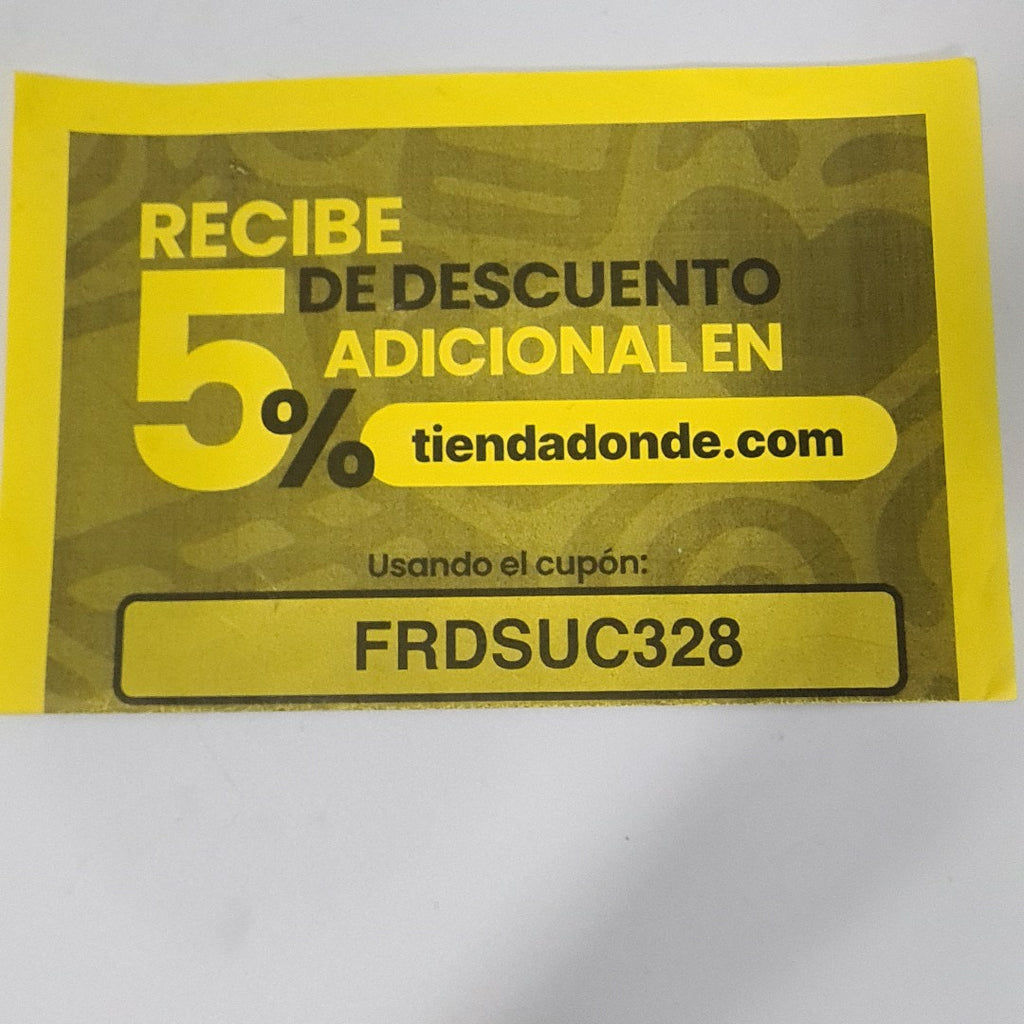 RECIBE
5% DE DESCUENTO
ADICIONAL EN
tiendadonde.com
Usando el cupón:
FRDSUC328